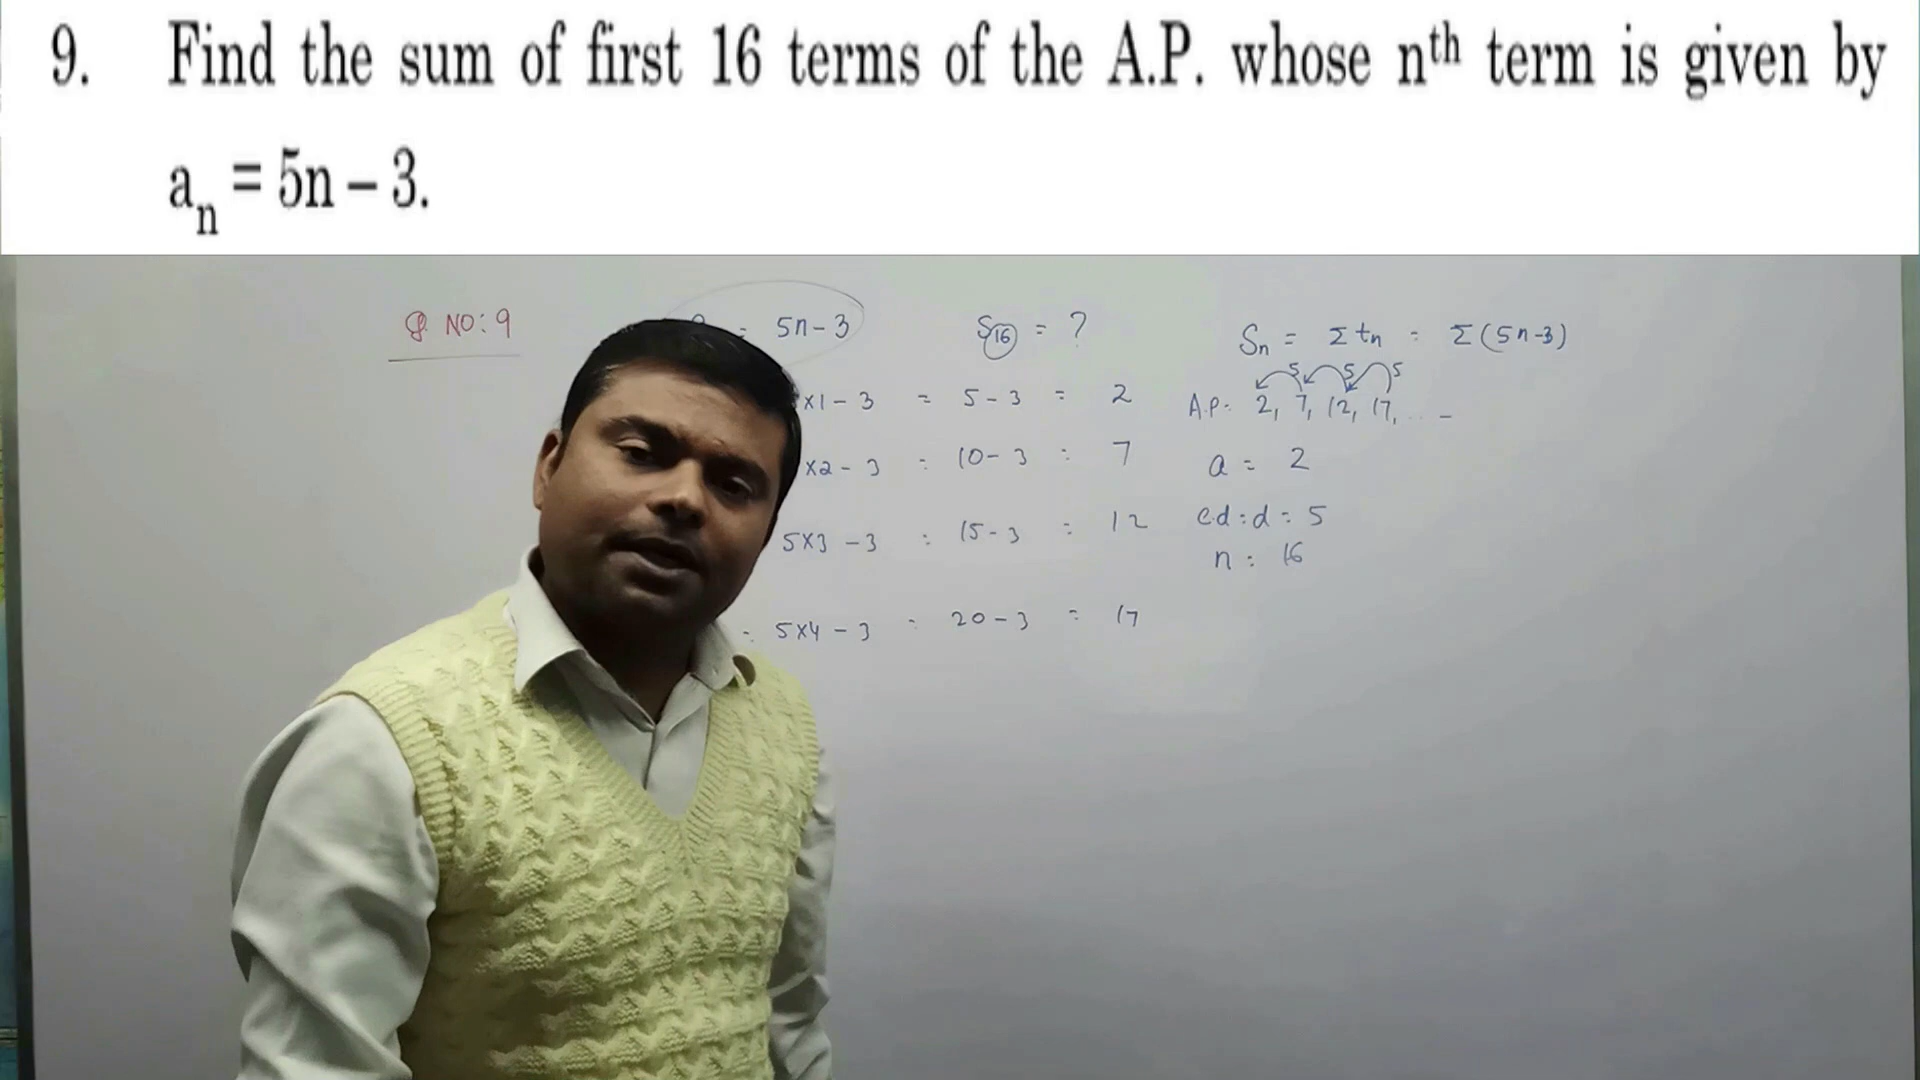 9. Find the sum of first 16 terms of the A.P. whose nth term is given by
an = 5n – 3.
Q NO: 9
= 5n - 3
S16 = ?
Sn = Σtn = Σ(5n-3)
x1 - 3 = 5 - 3 = 2
x2 - 3 = 10 - 3 = 7
5x3 - 3 = 15 - 3 = 12
= 5x4 - 3 = 20 - 3 = 17
5 5 5
A.P. 2, 7, 12, 17, ... -
a = 2
c.d = d = 5
n = 16